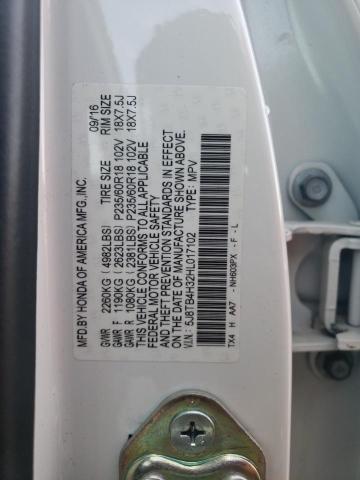 MFD.BY HONDA OF AMERICA MFG.,INC. 09/16
TIRE SIZE RIM SIZE
GVWR 2260KG (4982LBS)
GAWR F 1190KG (2623LBS) P235/60R18 102V 18X7.5J
GAWR R 1080KG (2381LBS) P235/60R18 102V 18X7.5J
THIS VEHICLE CONFORMS TO ALL APPLICABLE
FEDERAL MOTOR VEHICLE SAFETY
AND THEFT PREVENTION STANDARDS IN EFFECT
ON THE DATE OF MANUFACTURE SHOWN ABOVE.
V.I.N.: 5J8TB4H32HL017102 TYPE: MPV
TX4 H AA7 - NH603PX - F - L